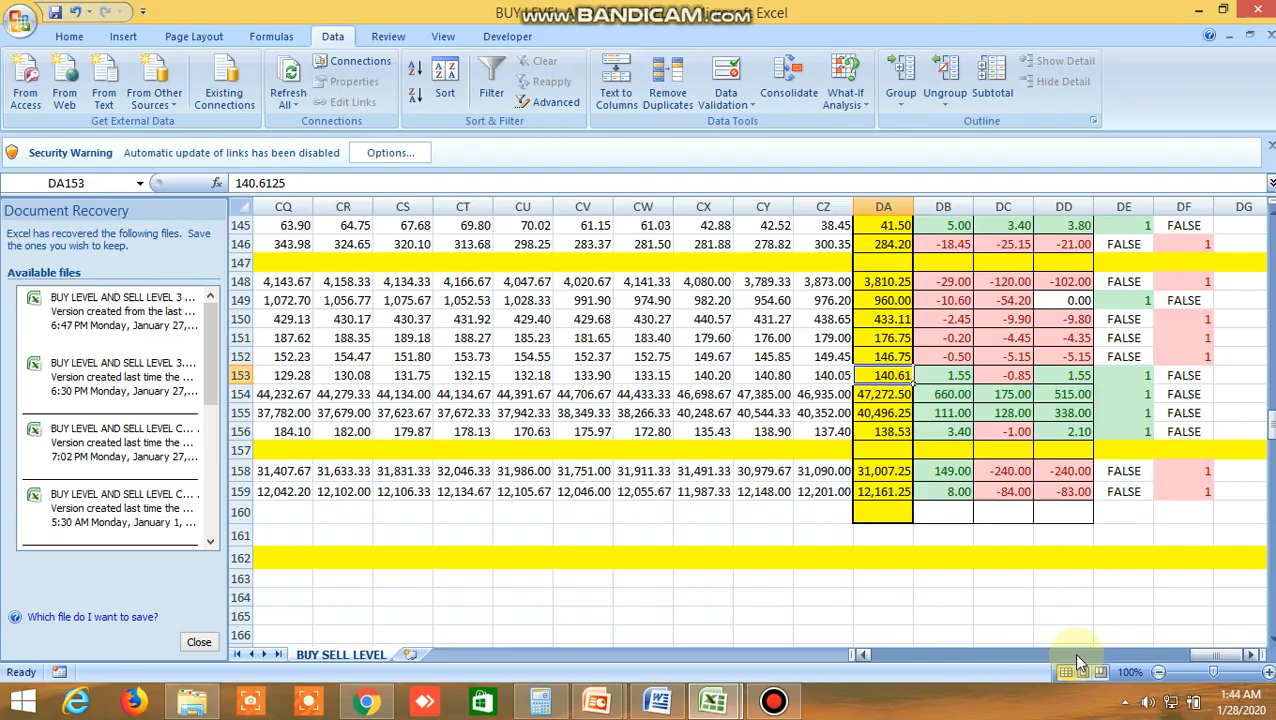 BUY LEVEL A
www.BANDICAM.com
Microsoft Excel
Home Insert Page Layout Formulas Data Review View Developer
From Access
From Web
From Text
From Other Sources
Existing Connections
Get External Data
Refresh All
Connections
Properties
Edit Links
Connections
Sort
Filter
Clear
Reapply
Advanced
Sort & Filter
Text to Columns
Remove Duplicates
Data Validation
Consolidate
What-If Analysis
Data Tools
Group
Ungroup
Subtotal
Show Detail
Hide Detail
Outline
Security Warning Automatic update of links has been disabled Options...
DA153 fx 140.6125
Document Recovery
Excel has recovered the following files. Save the ones you wish to keep.
Available files
BUY LEVEL AND SELL LEVEL 3 ...
Version created from the last ...
6:47 PM Monday, January 27,...
BUY LEVEL AND SELL LEVEL 3....
Version created last time the ...
6:30 PM Monday, January 27,...
BUY LEVEL AND SELL LEVEL C...
Version created last time the ...
7:02 PM Monday, January 27,...
BUY LEVEL AND SELL LEVEL C...
Version created last time the ...
5:30 AM Monday, January 1, ...
Which file do I want to save?
Close
CQ CR CS CT CU CV CW CX CY CZ DA DB DC DD DE DF DG
145 63.90 64.75 67.68 69.80 70.02 61.15 61.03 42.88 42.52 38.45 41.50 5.00 3.40 3.80 1 FALSE
146 343.98 324.65 320.10 313.68 298.25 283.37 281.50 281.88 278.82 300.35 284.20 -18.45 -25.15 -21.00 FALSE 1
147
148 4,143.67 4,158.33 4,134.33 4,166.67 4,047.67 4,020.67 4,141.33 4,080.00 3,789.33 3,873.00 3,810.25 -29.00 -120.00 -102.00 FALSE 1
149 1,072.70 1,056.77 1,075.67 1,052.53 1,028.33 991.90 974.90 982.20 954.60 976.20 960.00 -10.60 -54.20 0.00 1 FALSE
150 429.13 430.17 430.37 431.92 429.40 429.68 430.27 440.57 431.27 438.65 433.11 -2.45 -9.90 -9.80 FALSE 1
151 187.62 188.35 189.18 188.27 185.23 181.65 183.40 179.60 176.00 179.00 176.75 -0.20 -4.45 -4.35 FALSE 1
152 152.23 154.47 151.80 153.73 154.55 152.37 152.75 149.67 145.85 149.45 146.75 -0.50 -5.15 -5.15 FALSE 1
153 129.28 130.08 131.75 132.15 132.18 133.90 133.15 140.20 140.80 140.05 140.61 1.55 -0.85 1.55 1 FALSE
154 44,232.67 44,279.33 44,134.00 44,134.67 44,391.67 44,706.67 44,433.33 46,698.67 47,385.00 46,935.00 47,272.50 660.00 175.00 515.00 1 FALSE
155 37,782.00 37,679.00 37,623.67 37,672.33 37,942.33 38,349.33 38,266.33 40,248.67 40,544.33 40,352.00 40,496.25 111.00 128.00 338.00 1 FALSE
156 184.10 182.00 179.87 178.13 170.63 175.97 172.80 135.43 138.90 137.40 138.53 3.40 -1.00 2.10 1 FALSE
157
158 31,407.67 31,633.33 31,831.33 32,046.33 31,986.00 31,751.00 31,911.33 31,491.33 30,979.67 31,090.00 31,007.25 149.00 -240.00 -240.00 FALSE 1
159 12,042.20 12,102.00 12,106.33 12,134.67 12,105.67 12,046.00 12,055.67 11,987.33 12,148.00 12,201.00 12,161.25 8.00 -84.00 -83.00 FALSE 1
160
161
162
163
164
165
166
BUY SELL LEVEL
Ready 100%
1:44 AM
1/28/2020